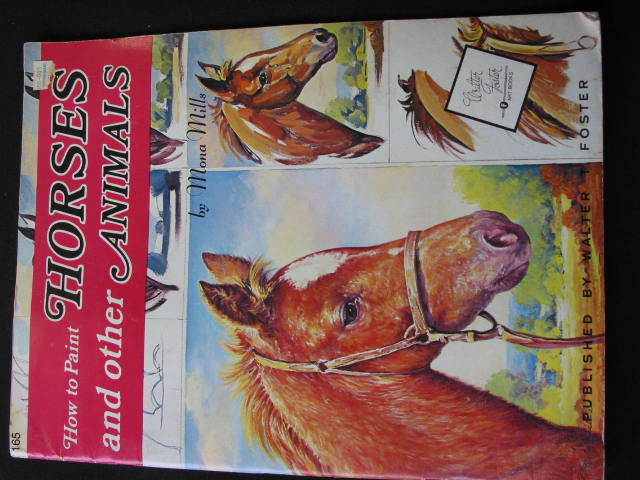 How to Paint
HORSES
and other
ANIMALS
by Mona Mills
Walter
Foster
ART BOOKS
PUBLISHED BY WALTER T. FOSTER
165